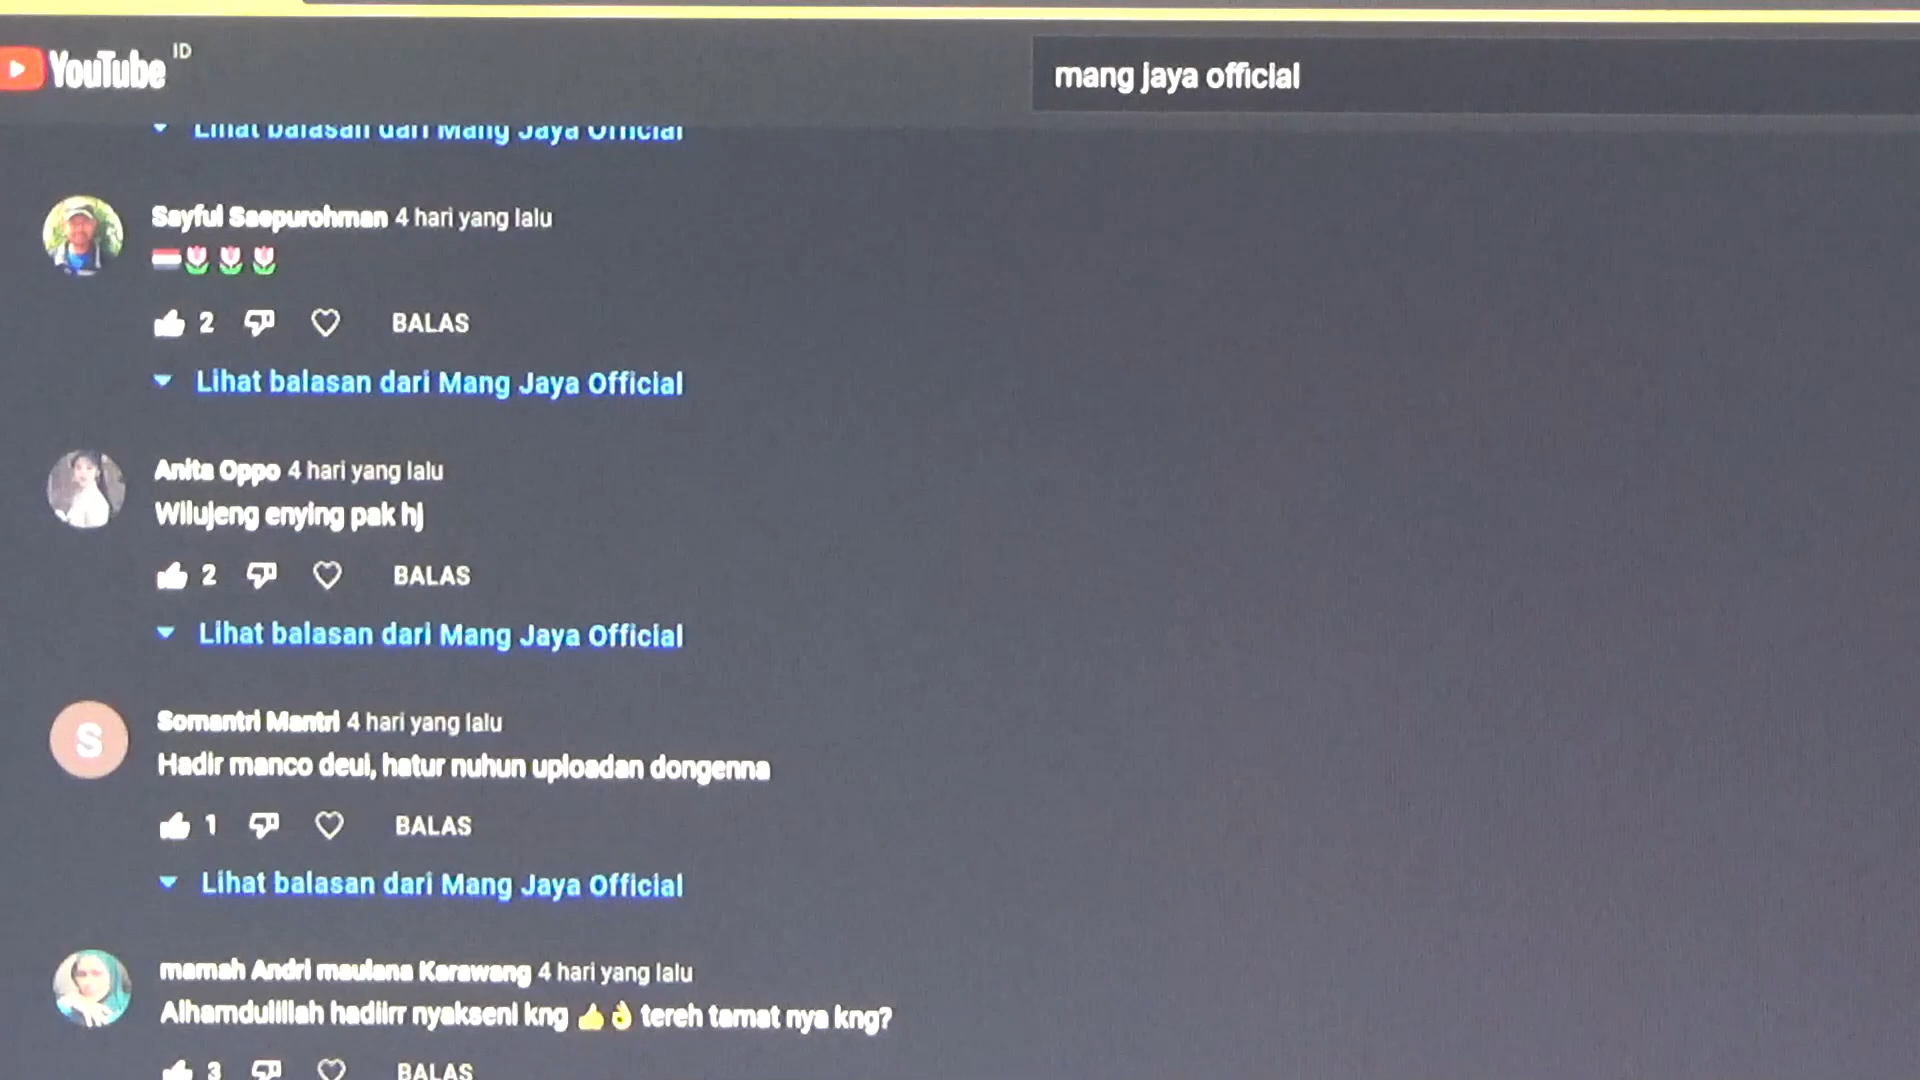 YouTube ID
mang jaya official
Lihat balasan dari Mang Jaya Official
Sayful Saepurohman 4 hari yang lalu
2 BALAS
Lihat balasan dari Mang Jaya Official
Anita Oppo 4 hari yang lalu
Wilujeng enying pak hj
2 BALAS
Lihat balasan dari Mang Jaya Official
S
Somantri Mantri 4 hari yang lalu
Hadir manco deui, hatur nuhun uploadan dongenna
1 BALAS
Lihat balasan dari Mang Jaya Official
mamah Andri maulana Karawang 4 hari yang lalu
Alhamdulillah hadiirr nyakseni kng 👍👌 tereh tamat nya kng?
3 BALAS